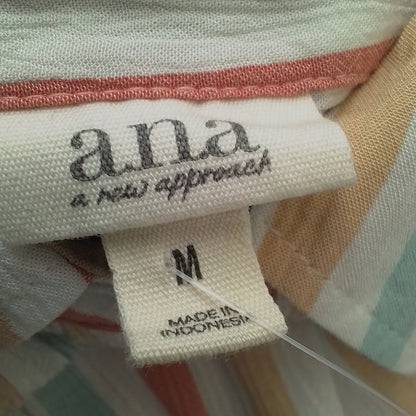 a.n.a
a new approach
M
MADE IN
INDONESIA